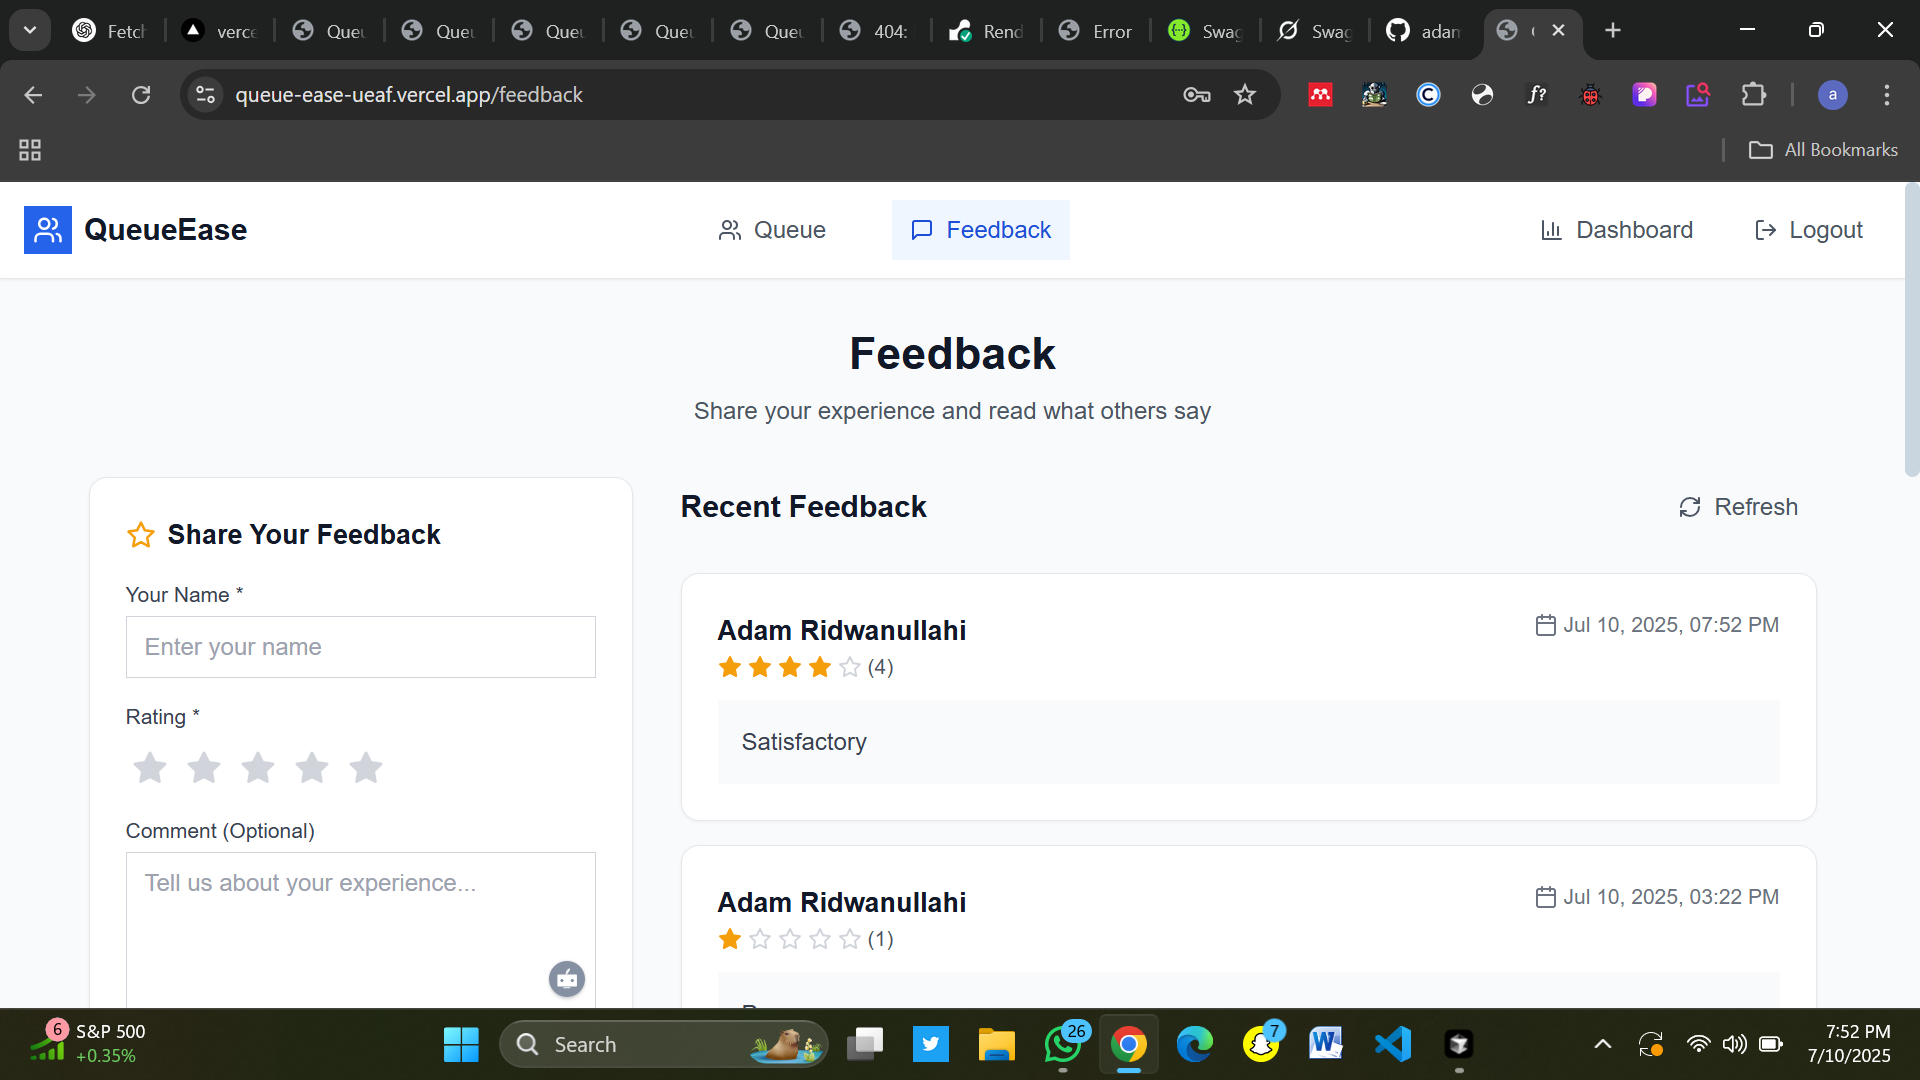 Fetch
verce
Queu
Queu
Queu
Queu
Queu
404:
Rend
Error
Swag
Swag
adam
queue-ease-ueaf.vercel.app/feedback
a
All Bookmarks
QueueEase
Queue
Feedback
Dashboard
Logout
Feedback
Share your experience and read what others say
Share Your Feedback
Your Name *
Enter your name
Rating *
Comment (Optional)
Tell us about your experience...
Recent Feedback
Refresh
Adam Ridwanullahi
Jul 10, 2025, 07:52 PM
(4)
Satisfactory
Adam Ridwanullahi
Jul 10, 2025, 03:22 PM
(1)
6
S&P 500
+0.35%
Search
26
7
7:52 PM
7/10/2025